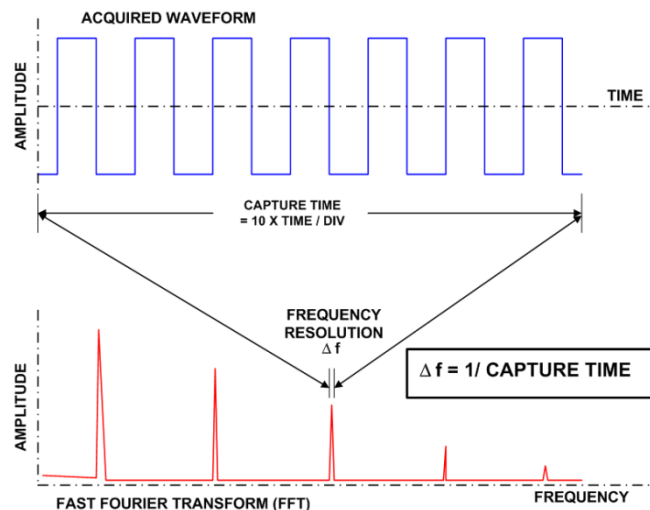 ACQUIRED WAVEFORM
AMPLITUDE
TIME
CAPTURE TIME
= 10 X TIME / DIV
FREQUENCY
RESOLUTION
Δ f
Δ f = 1/ CAPTURE TIME
AMPLITUDE
FAST FOURIER TRANSFORM (FFT)
FREQUENCY